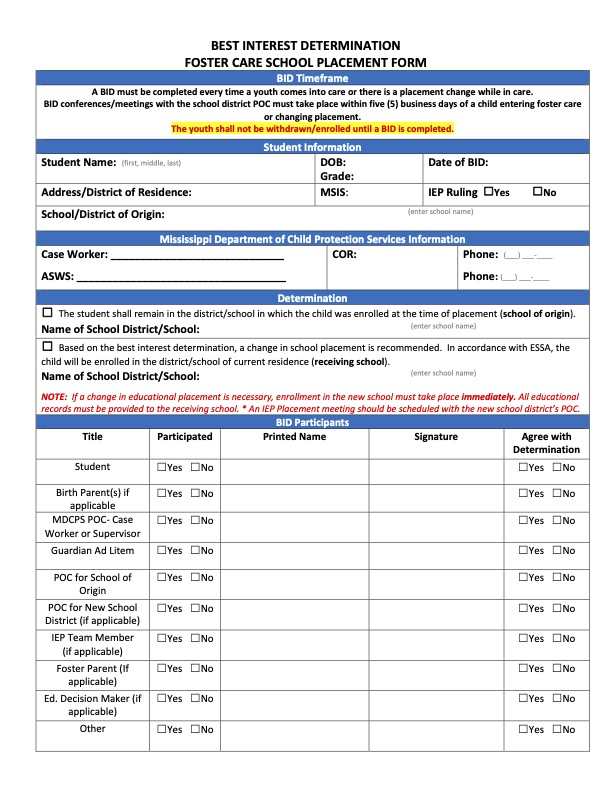 BEST INTEREST DETERMINATION
FOSTER CARE SCHOOL PLACEMENT FORM
BID Timeframe
A BID must be completed every time a youth comes into care or there is a placement change while in care.
BID conferences/meetings with the school district POC must take place within five (5) business days of a child entering foster care
or changing placement.
The youth shall not be withdrawn/enrolled until a BID is completed.
Student Information
Student Name: (first, middle, last) DOB: Date of BID:
Grade:
Address/District of Residence: MSIS: IEP Ruling ☐Yes ☐No
School/District of Origin: (enter school name)
Mississippi Department of Child Protection Services Information
Case Worker: ______________________________ COR: Phone: (___) ___-____
ASWS: ____________________________________ Phone: (___) ___-____
Determination
☐ The student shall remain in the district/school in which the child was enrolled at the time of placement (school of origin).
Name of School District/School: (enter school name)
☐ Based on the best interest determination, a change in school placement is recommended. In accordance with ESSA, the
child will be enrolled in the district/school of current residence (receiving school).
Name of School District/School: (enter school name)
NOTE: If a change in educational placement is necessary, enrollment in the new school must take place immediately. All educational
records must be provided to the receiving school. * An IEP Placement meeting should be scheduled with the new school district's POC.
BID Participants
Title Participated Printed Name Signature Agree with
Determination
Student ☐Yes ☐No ☐Yes ☐No
Birth Parent(s) if ☐Yes ☐No ☐Yes ☐No
applicable
MDCPS POC- Case ☐Yes ☐No ☐Yes ☐No
Worker or Supervisor
Guardian Ad Litem ☐Yes ☐No ☐Yes ☐No
POC for School of ☐Yes ☐No ☐Yes ☐No
Origin
POC for New School ☐Yes ☐No ☐Yes ☐No
District (if applicable)
IEP Team Member ☐Yes ☐No ☐Yes ☐No
(if applicable)
Foster Parent (If ☐Yes ☐No ☐Yes ☐No
applicable)
Ed. Decision Maker (if ☐Yes ☐No ☐Yes ☐No
applicable)
Other ☐Yes ☐No ☐Yes ☐No